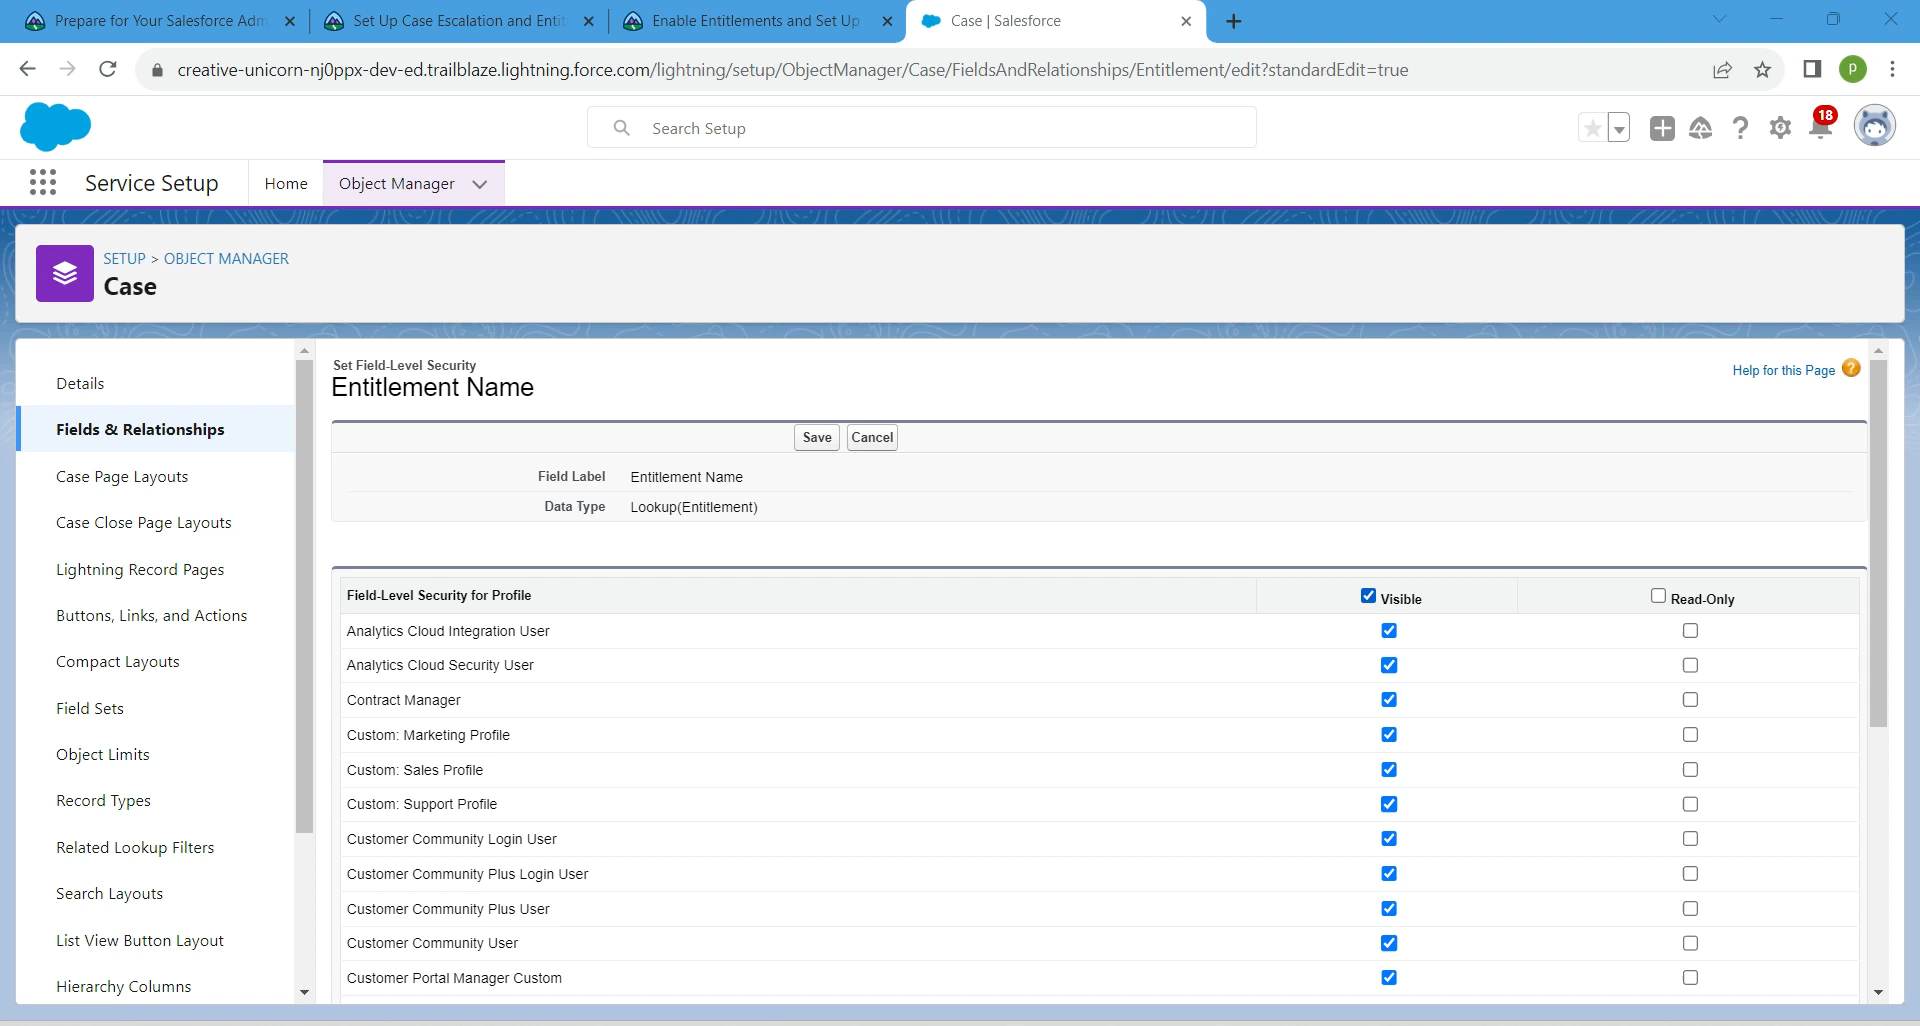 Prepare for Your Salesforce Adm
Set Up Case Escalation and Entit
Enable Entitlements and Set Up
Case | Salesforce
creative-unicorn-nj0ppx-dev-ed.trailblaze.lightning.force.com/lightning/setup/ObjectManager/Case/FieldsAndRelationships/Entitlement/edit?standardEdit=true
p
Search Setup
18
Service Setup
Home
Object Manager
SETUP > OBJECT MANAGER
Case
Details
Fields & Relationships
Case Page Layouts
Case Close Page Layouts
Lightning Record Pages
Buttons, Links, and Actions
Compact Layouts
Field Sets
Object Limits
Record Types
Related Lookup Filters
Search Layouts
List View Button Layout
Hierarchy Columns
Set Field-Level Security
Entitlement Name
Help for this Page ?
Save Cancel
Field Label Entitlement Name
Data Type Lookup(Entitlement)
Field-Level Security for Profile Visible Read-Only
Analytics Cloud Integration User
Analytics Cloud Security User
Contract Manager
Custom: Marketing Profile
Custom: Sales Profile
Custom: Support Profile
Customer Community Login User
Customer Community Plus Login User
Customer Community Plus User
Customer Community User
Customer Portal Manager Custom